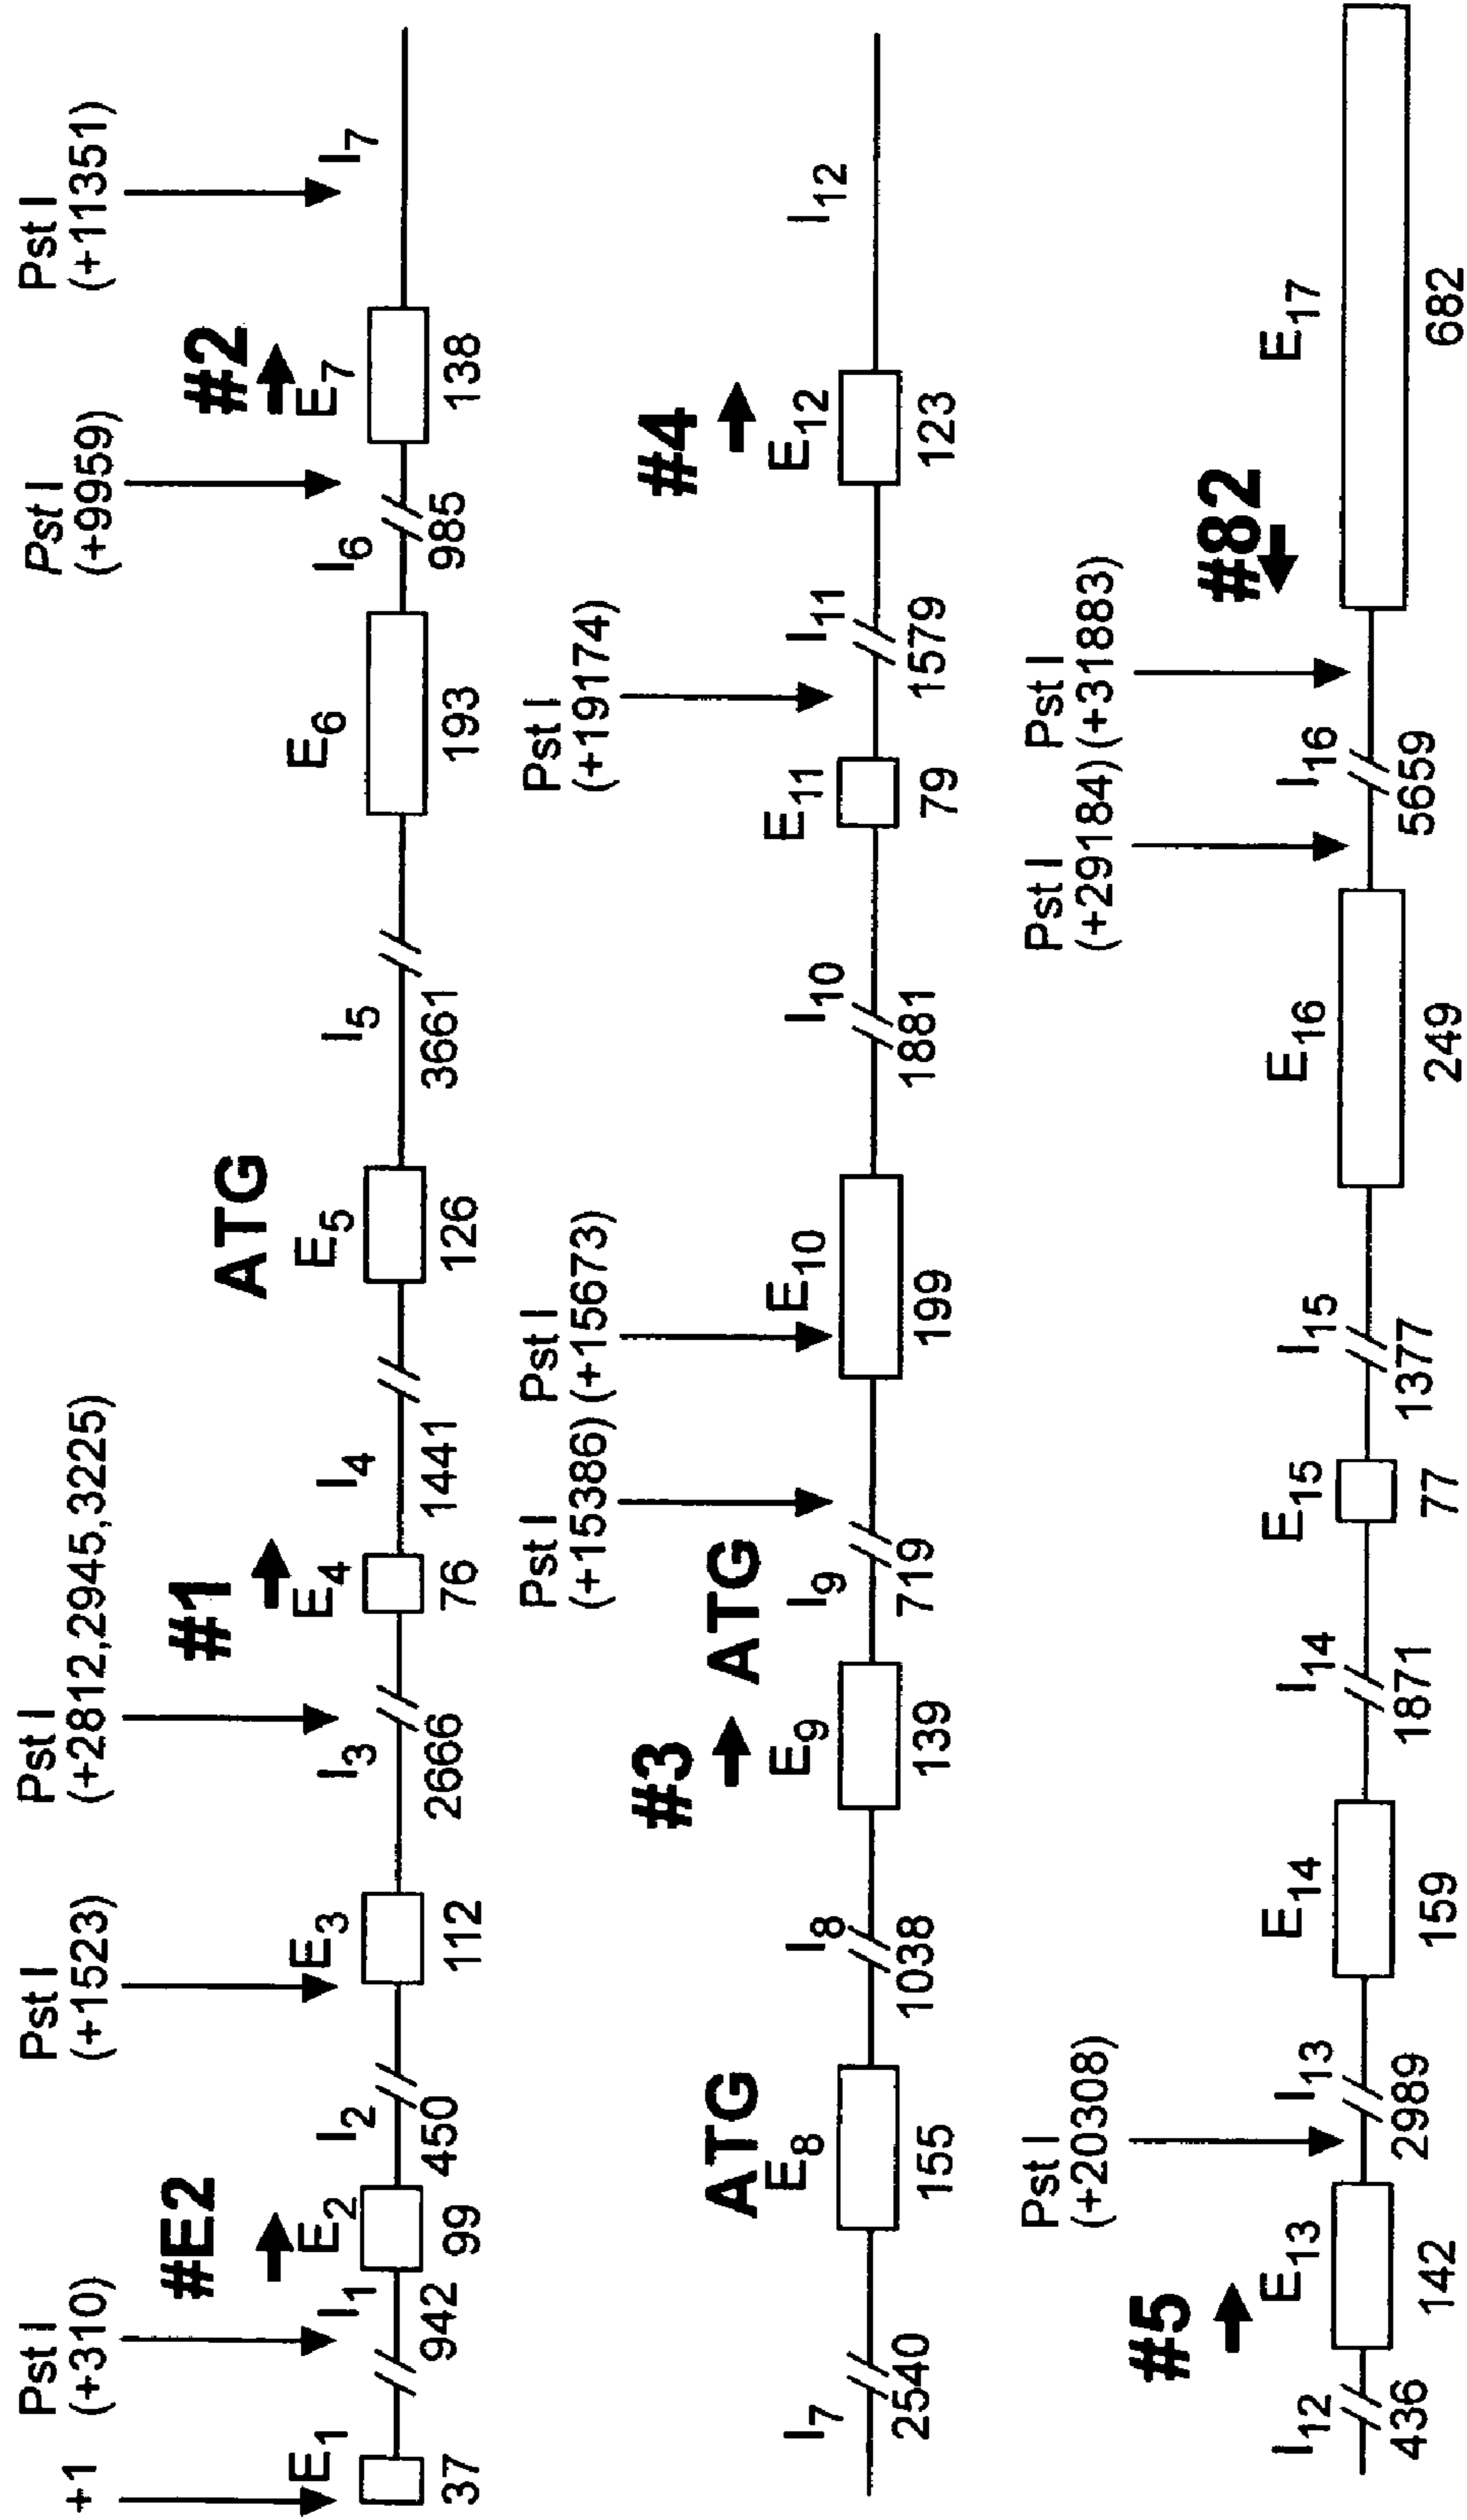 +1
Pst I
(+310)
Pst I
(+1523)
Pst I
(+2812,2945,3225)
Pst I
(+9959)
Pst I
(+11351)
#E2
#1
ATG
#2
E1
I1
E2
I2
E3
I3
E4
I4
E5
I5
E6
I6
E7
I7
37
942
99
450
112
2666
76
1441
126
3661
193
985
138
Pst I
(+15386)
Pst I
(+15673)
Pst I
(+19174)
ATG
#3
ATG
#4
I7
E8
I8
E9
I9
E10
I10
E11
I11
E12
I12
2540
155
1038
139
719
199
1881
79
1579
123
Pst I
(+20308)
Pst I
(+29184)
Pst I
(+31883)
#5
#82
I12
E13
I13
E14
I14
E15
I15
E16
I16
E17
436
142
2989
159
1871
77
1377
249
5659
682